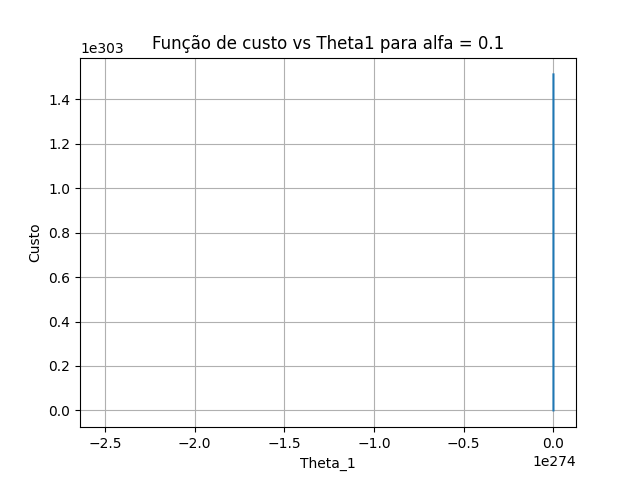 Função de custo vs Theta1 para alfa = 0.1
1e303
1.4
1.2
1.0
0.8
0.6
0.4
0.2
0.0
Custo
−2.5 −2.0 −1.5 −1.0 −0.5 0.0
1e274
Theta_1